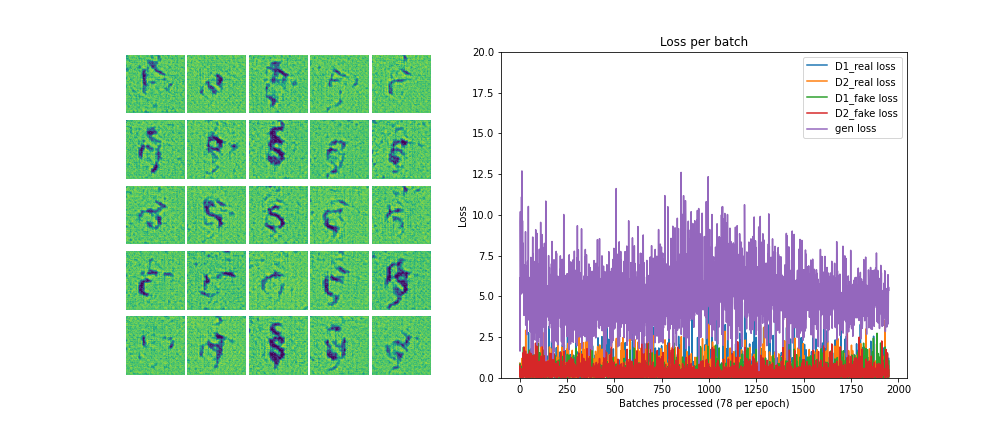 Loss per batch
20.0
17.5
15.0
12.5
10.0
7.5
5.0
2.5
0.0
Loss
D1_real loss
D2_real loss
D1_fake loss
D2_fake loss
gen loss
0 250 500 750 1000 1250 1500 1750 2000
Batches processed (78 per epoch)